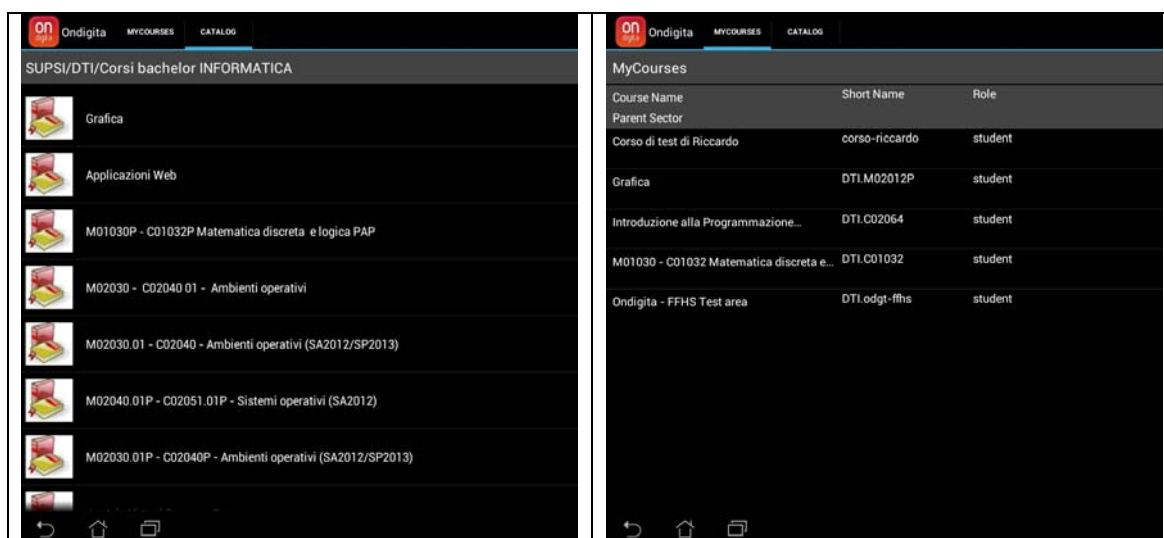 on
digita
Ondigita MYCOURSES CATALOG
SUPSI/DTI/Corsi bachelor INFORMATICA
Grafica
Applicazioni Web
M01030P - C01032P Matematica discreta e logica PAP
M02030 - C02040 01 - Ambienti operativi
M02030.01 - C02040 - Ambienti operativi (SA2012/SP2013)
M02040.01P - C02051.01P - Sistemi operativi (SA2012)
M02030.01P - C02040P - Ambienti operativi (SA2012/SP2013)
on
digita
Ondigita MYCOURSES CATALOG
MyCourses
Course Name Short Name Role
Parent Sector
Corso di test di Riccardo corso-riccardo student
Grafica DTI.M02012P student
Introduzione alla Programmazione... DTI.C02064 student
M01030 - C01032 Matematica discreta e... DTI.C01032 student
Ondigita - FFHS Test area DTI.odgt-ffhs student